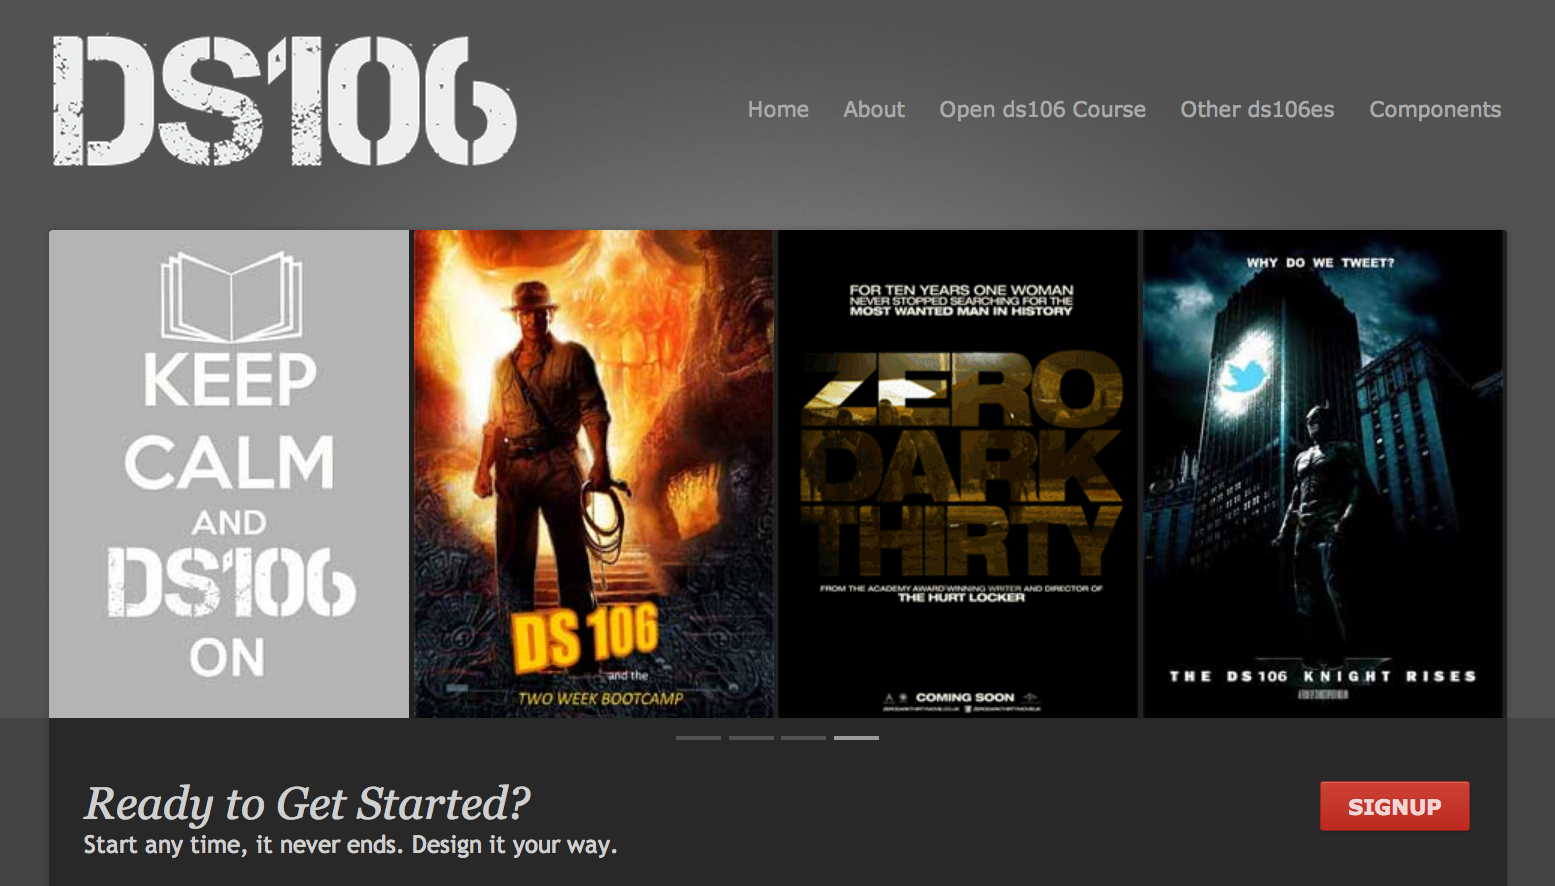 DS106
Home About Open ds106 Course Other ds106es Components
KEEP
CALM
AND
DS106
ON
DS 106
and the
TWO WEEK BOOTCAMP
FOR TEN YEARS ONE WOMAN
NEVER STOPPED SEARCHING FOR THE
MOST WANTED MAN IN HISTORY
ZERO
DARK
THIRTY
FROM THE ACADEMY AWARD WINNING WRITER AND DIRECTOR OF
THE HURT LOCKER
COMING SOON
WHY DO WE TWEET?
THE DS106 KNIGHT RISES
Ready to Get Started?
Start any time, it never ends. Design it your way.
SIGNUP